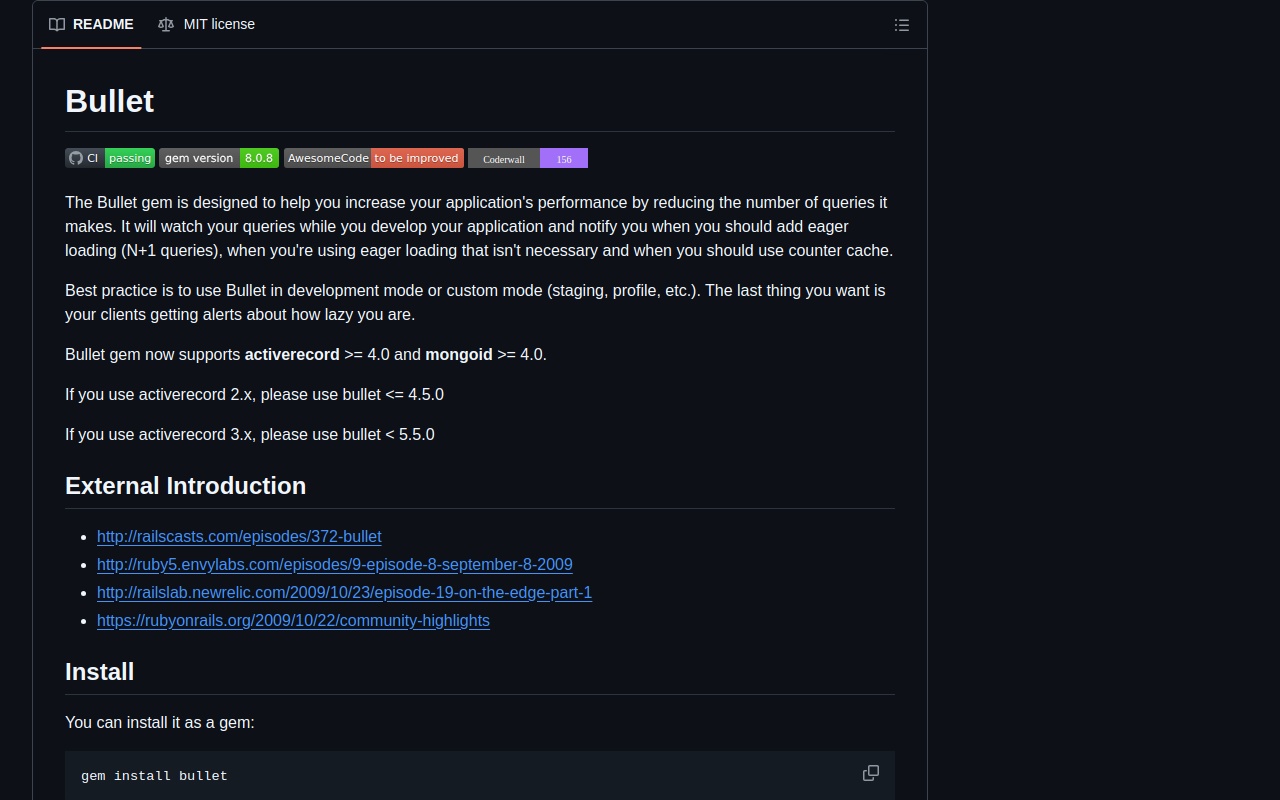 README MIT license
Bullet
CI passing gem version 8.0.8 AwesomeCode to be improved Coderwall 156
The Bullet gem is designed to help you increase your application's performance by reducing the number of queries it
makes. It will watch your queries while you develop your application and notify you when you should add eager
loading (N+1 queries), when you're using eager loading that isn't necessary and when you should use counter cache.
Best practice is to use Bullet in development mode or custom mode (staging, profile, etc.). The last thing you want is
your clients getting alerts about how lazy you are.
Bullet gem now supports activerecord >= 4.0 and mongoid >= 4.0.
If you use activerecord 2.x, please use bullet <= 4.5.0
If you use activerecord 3.x, please use bullet < 5.5.0
External Introduction
http://railscasts.com/episodes/372-bullet
http://ruby5.envylabs.com/episodes/9-episode-8-september-8-2009
http://railslab.newrelic.com/2009/10/23/episode-19-on-the-edge-part-1
https://rubyonrails.org/2009/10/22/community-highlights
Install
You can install it as a gem:
gem install bullet